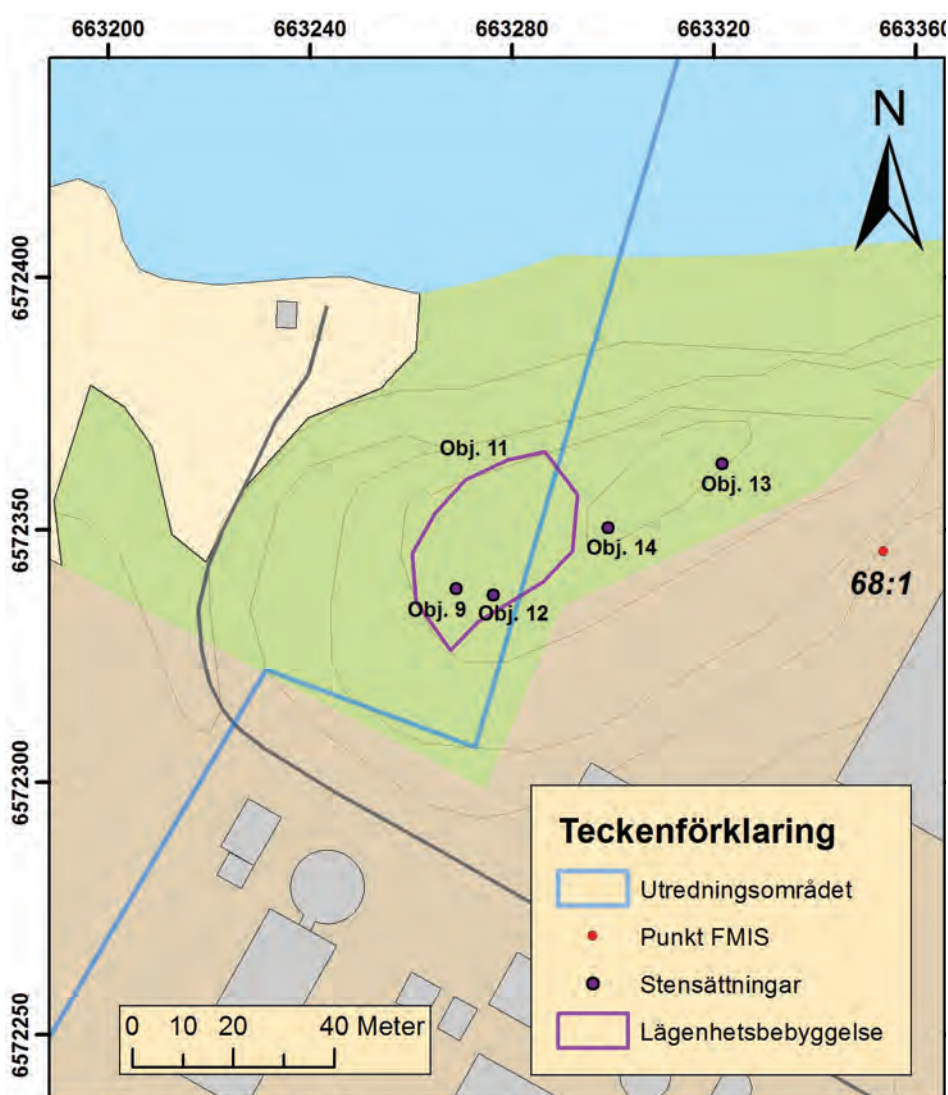 663200 663240 663280 663320 663360
N
6572400
Obj. 11
Obj. 13
6572350
Obj. 14
68:1
Obj. 9
Obj. 12
6572300
Teckenförklaring
Utredningsområdet
Punkt FMIS
Stensättningar
Lägenhetsbebyggelse
0 10 20 40 Meter
6572250